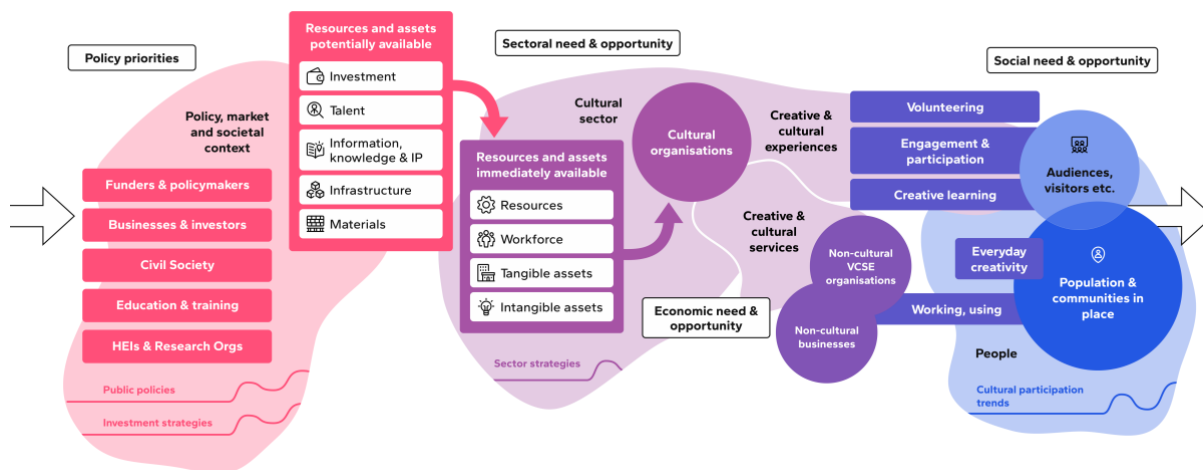 Policy priorities
Policy, market
and societal
context
Funders & policymakers
Businesses & investors
Civil Society
Education & training
HEIs & Research Orgs
Public policies
Investment strategies
Resources and assets
potentially available
Investment
Talent
Information,
knowledge & IP
Infrastructure
Materials
Sectoral need & opportunity
Cultural
sector
Resources and assets
immediately available
Resources
Workforce
Tangible assets
Intangible assets
Sector strategies
Cultural
organisations
Creative &
cultural
experiences
Creative &
cultural
services
Economic need &
opportunity
Non-cultural
VCSE
organisations
Non-cultural
businesses
Social need & opportunity
Volunteering
Engagement &
participation
Creative learning
Audiences,
visitors etc.
Everyday
creativity
Population &
communities in
place
Working, using
People
Cultural participation
trends